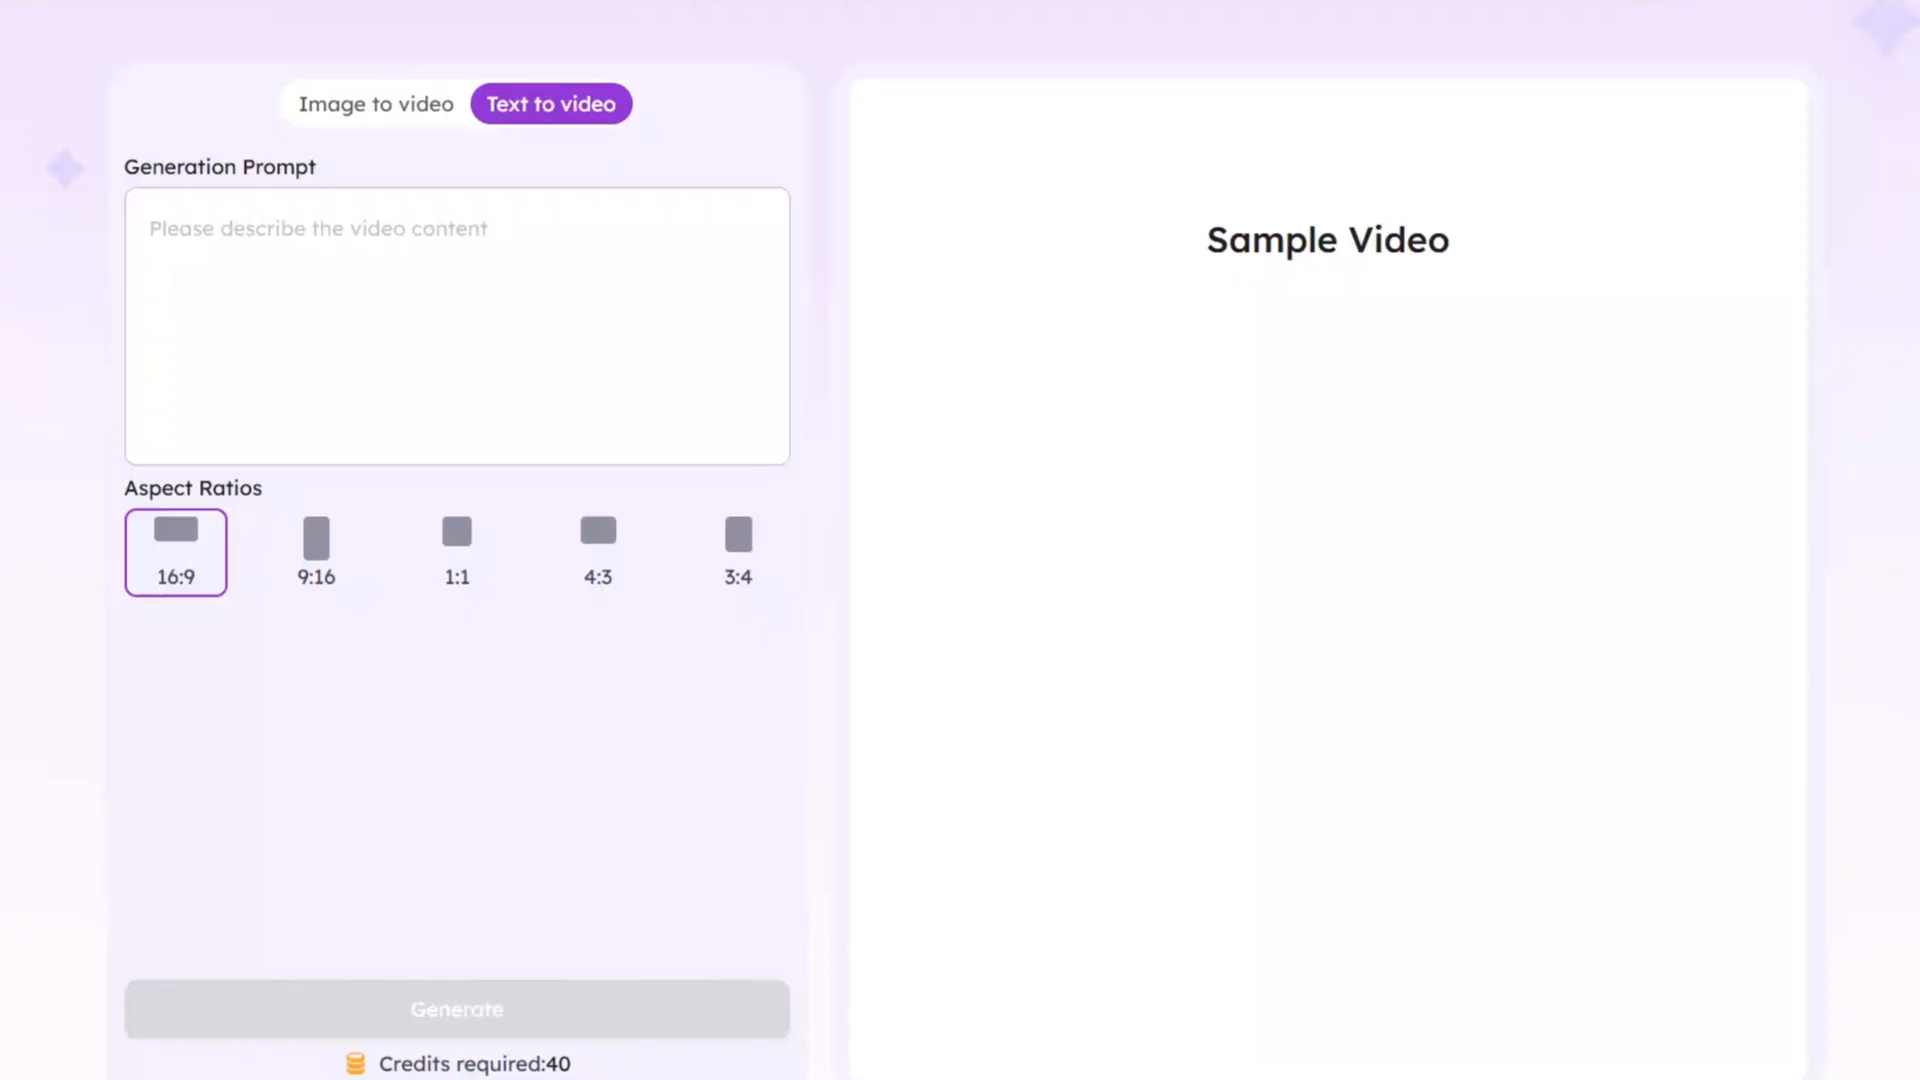 Image to video
Text to video
Generation Prompt
Please describe the video content
Aspect Ratios
16:9
9:16
1:1
4:3
3:4
Generate
Credits required:40
Sample Video